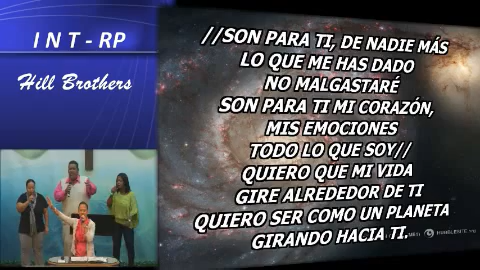 INT-RP
Hill Brothers
//SON PARA TI, DE NADIE MÁS
LO QUE ME HAS DADO
NO MALGASTARÉ
SON PARA TI MI CORAZÓN,
MIS EMOCIONES
TODO LO QUE SOY//
QUIERO QUE MI VIDA
GIRE ALREDEDOR DE TI
QUIERO SER COMO UN PLANETA
GIRANDO HACIA TI.